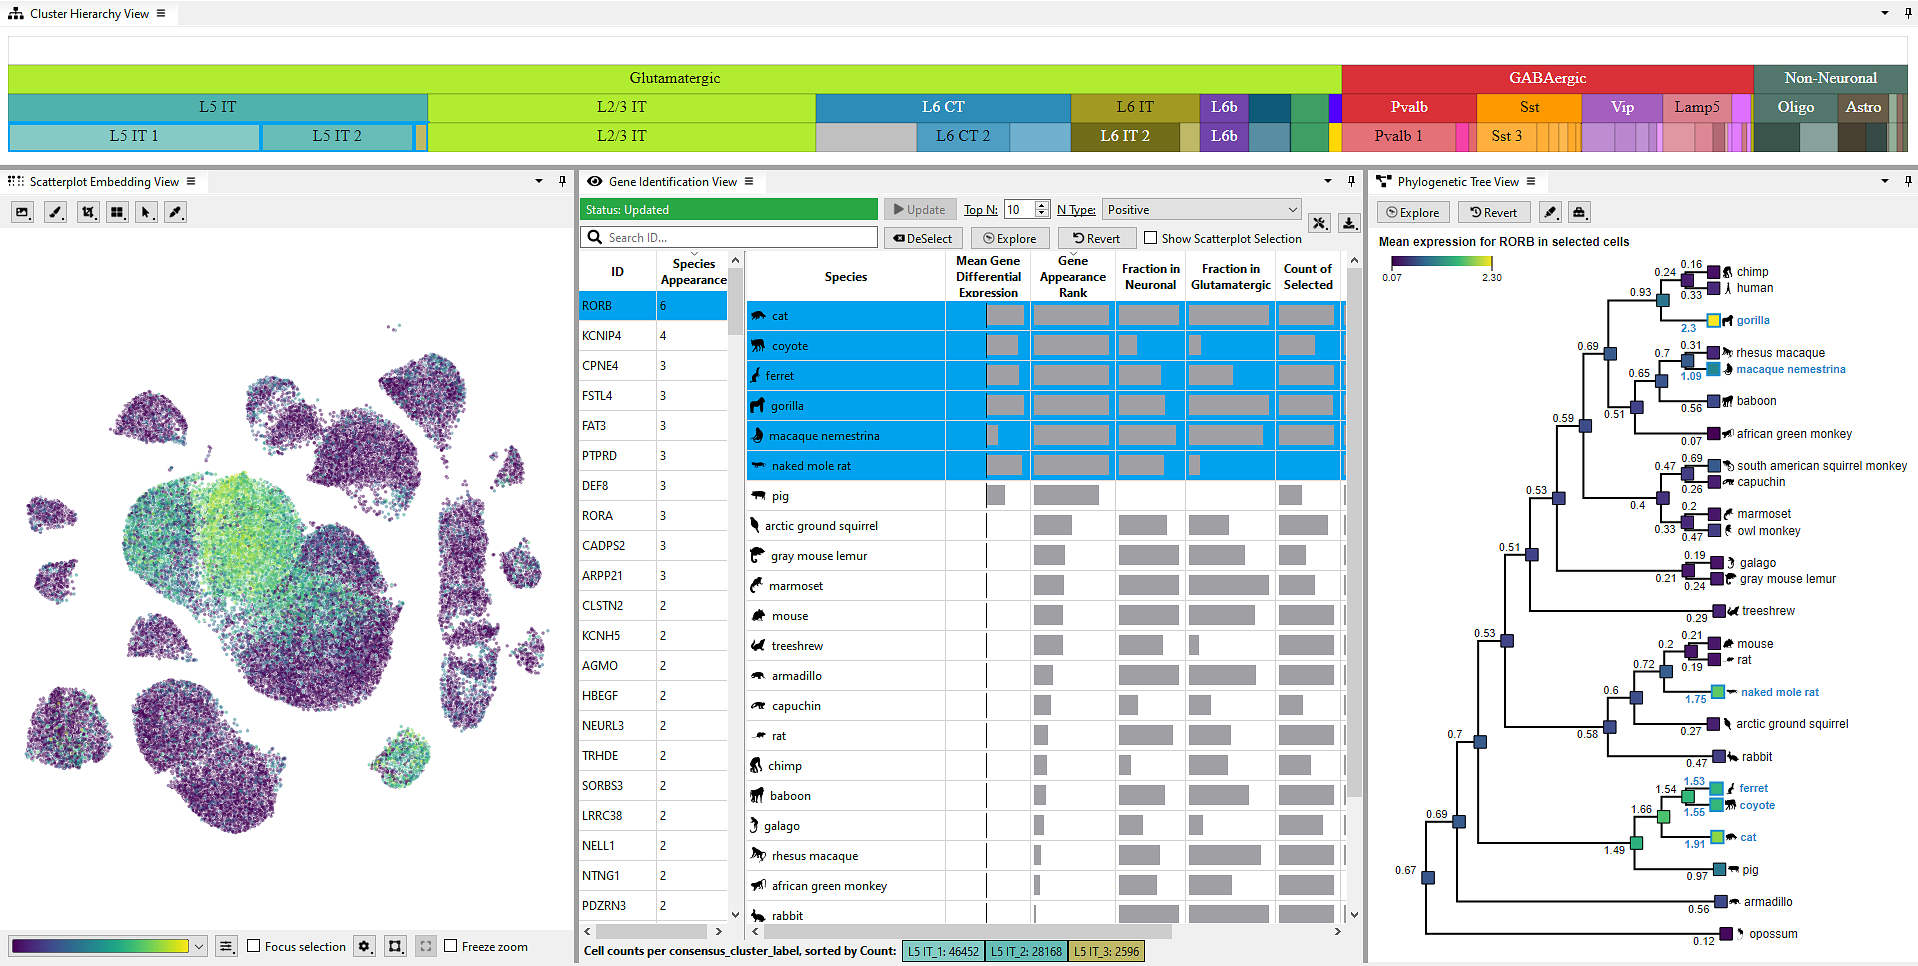 Cluster Hierarchy View
Glutamatergic
GABAergic
Non-Neuronal
L5 IT
L2/3 IT
L6 CT
L6 IT
L6b
Pvalb
Sst
Vip
Lamp5
Oligo
Astro
L5 IT 1
L5 IT 2
L2/3 IT
L6 CT 2
L6 IT 2
L6b
Pvalb 1
Sst 3
Scatterplot Embedding View
Focus selection
Freeze zoom
Gene Identification View
Status: Updated
Update
Top N:
10
N Type:
Positive
Search ID...
DeSelect
Explore
Revert
Show Scatterplot Selection
ID
Species Appearance
RORB 6
KCNIP4 4
CPNE4 3
FSTL4 3
FAT3 3
PTPRD 3
DEF8 3
RORA 3
CADPS2 3
ARPP21 3
CLSTN2 2
KCNH5 2
AGMO 2
HBEGF 2
NEURL3 2
TRHDE 2
SORBS3 2
LRRC38 2
NELL1 2
NTNG1 2
PDZRN3 2
Species
Mean Gene Differential Expression
Gene Appearance Rank
Fraction in Neuronal
Fraction in Glutamatergic
Count of Selected
cat
coyote
ferret
gorilla
macaque nemestrina
naked mole rat
pig
arctic ground squirrel
gray mouse lemur
marmoset
mouse
treeshrew
armadillo
capuchin
rat
chimp
baboon
galago
rhesus macaque
african green monkey
rabbit
Cell counts per consensus_cluster_label, sorted by Count:
L5 IT_1: 46452
L5 IT_2: 28168
L5 IT_3: 2596
Phylogenetic Tree View
Explore
Revert
Mean expression for RORB in selected cells
0.07
2.30
0.16
chimp
0.24
0.33
human
0.93
2.3
gorilla
0.69
0.31
rhesus macaque
0.7
1.09
macaque nemestrina
0.65
0.56
baboon
0.51
0.07
african green monkey
0.59
0.69
south american squirrel monkey
0.47
0.26
capuchin
0.4
0.2
marmoset
0.33
0.47
owl monkey
0.53
0.19
galago
0.21
0.24
gray mouse lemur
0.51
0.29
treeshrew
0.53
0.21
mouse
0.2
0.19
rat
0.72
1.75
naked mole rat
0.6
0.27
arctic ground squirrel
0.58
0.47
rabbit
0.7
1.53
ferret
1.54
1.55
coyote
1.66
1.91
cat
1.49
0.97
pig
0.69
0.56
armadillo
0.67
0.12
opossum